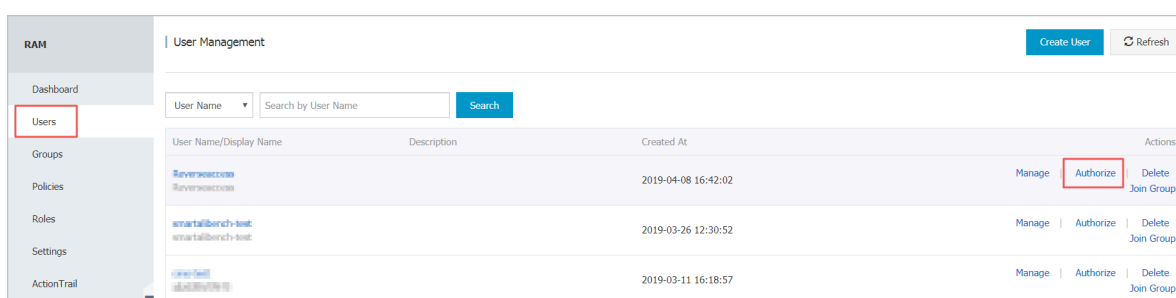 RAM
User Management
Create User
Refresh
Dashboard
User Name
Search by User Name
Search
Users
User Name/Display Name Description Created At Actions
Groups
2019-04-08 16:42:02
Manage | Authorize | Delete
Join Group
Policies
Roles
2019-03-26 12:30:52
Manage | Authorize | Delete
Join Group
Settings
ActionTrail
2019-03-11 16:18:57
Manage | Authorize | Delete
Join Group